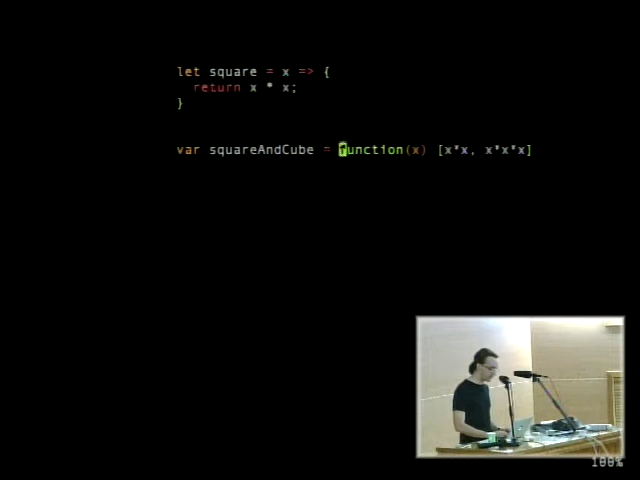 let square = x => {
return x * x;
}
var squareAndCube = function(x) [x*x, x*x*x]
100%